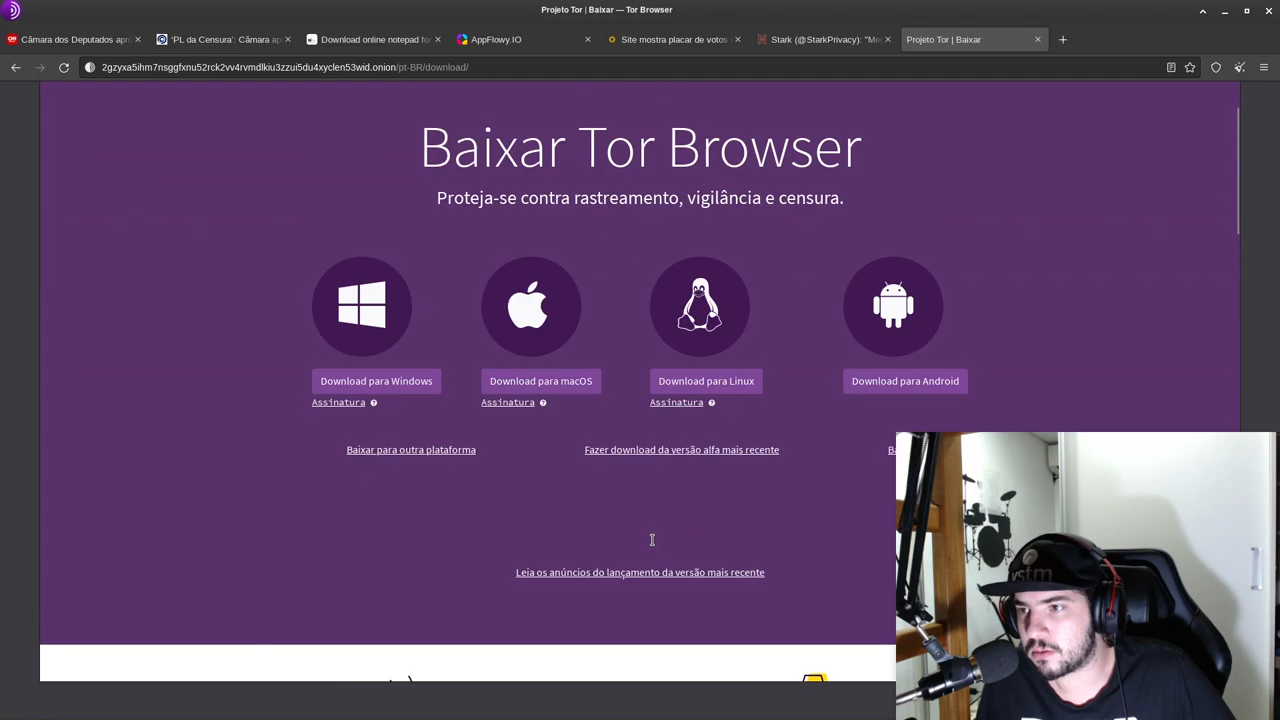 Projeto Tor | Baixar — Tor Browser
Câmara dos Deputados apro
'PL da Censura': Câmara ap
Download online notepad for
AppFlowy.IO
Site mostra placar de votos
Stark (@StarkPrivacy): "Me
Projeto Tor | Baixar
2gzyxa5ihm7nsggfxnu52rck2vv4rvmdlkiu3zzui5du4xyclen53wid.onion/pt-BR/download/
Baixar Tor Browser
Proteja-se contra rastreamento, vigilância e censura.
Download para Windows
Download para macOS
Download para Linux
Download para Android
Assinatura
Assinatura
Assinatura
Baixar para outra plataforma
Fazer download da versão alfa mais recente
Leia os anúncios do lançamento da versão mais recente